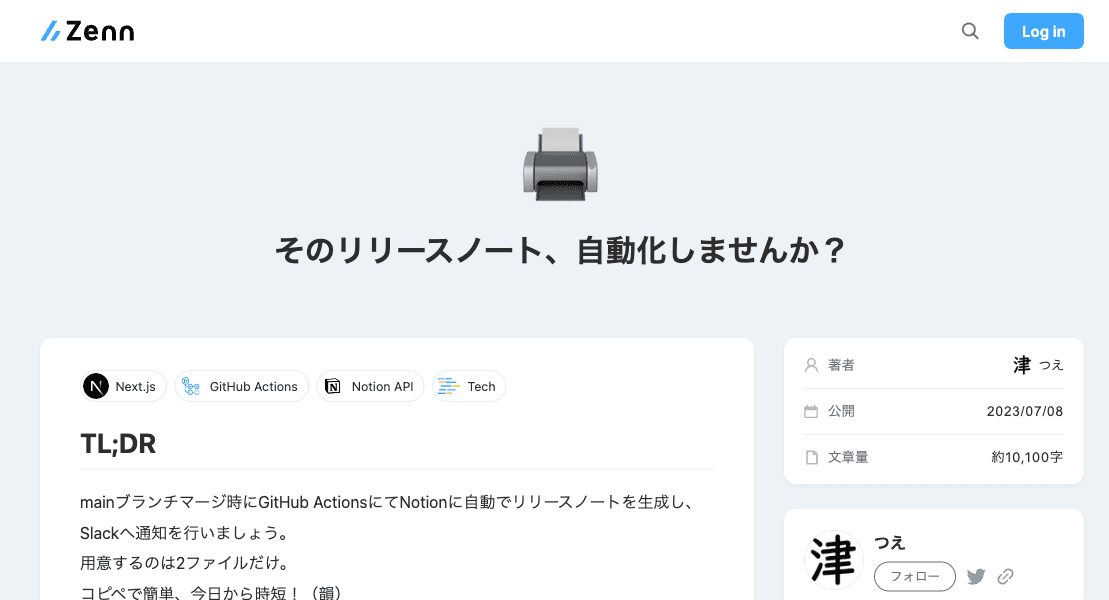 Zenn
Log in
そのリリースノート、自動化しませんか？
Next.js
GitHub Actions
Notion API
Tech
TL;DR
mainブランチマージ時にGitHub ActionsにてNotionに自動でリリースノートを生成し、
Slackへ通知を行いましょう。
用意するのは2ファイルだけ。
コピペで簡単、今日から時短！（韻）
著者
津 つえ
公開
2023/07/08
文章量
約10,100字
津
つえ
フォロー